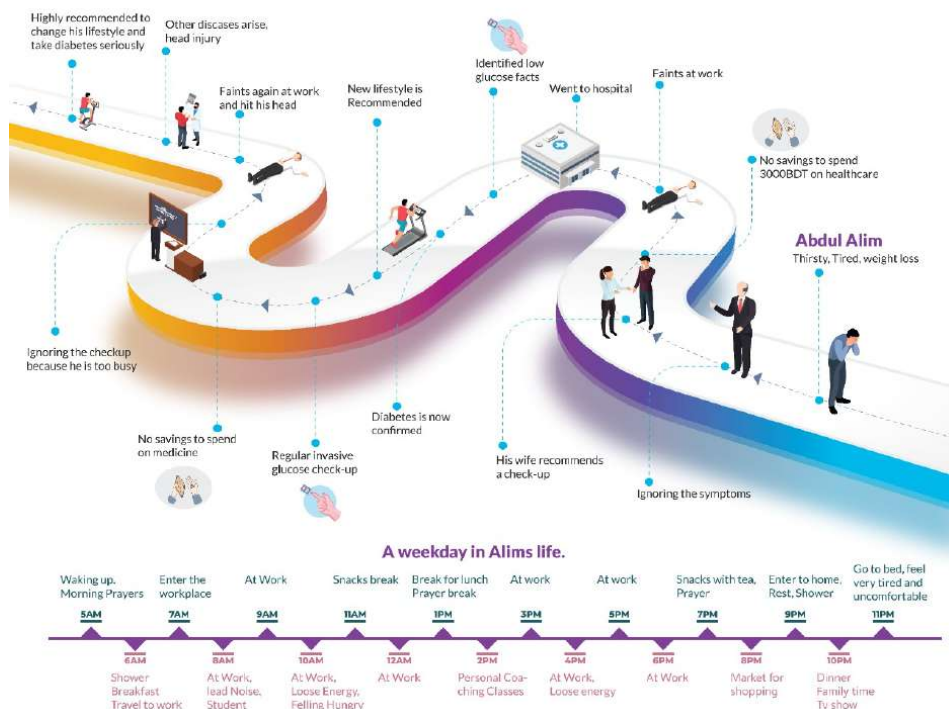 Highly recommended to
change his lifestyle and
take diabetes seriously
Other discases arise,
head injury
Faints again at work
and hit his head
New lifestyle is
Recommended
Identified low
glucose facts
Went to hospital
Faints at work
No savings to spend
3000BDT on healthcare
Abdul Alim
Thirsty, Tired, weight loss
Ignoring the checkup
because he is too busy
No savings to spend
on medicine
Regular invasive
glucose check-up
Diabetes is now
confirmed
His wife recommends
a check-up
Ignoring the symptoms
A weekday in Alims life.
Waking up,
Morning Prayers
5AM
Enter the
workplace
7AM
At Work
9AM
Snacks break
11AM
Break for lunch
Prayer break
1PM
At work
3PM
At work
5PM
Snacks with tea,
Prayer
7PM
Enter to home,
Rest, Shower
9PM
Go to bed, feel
very tired and
uncomfortable
11PM
6AM
Shower
Breakfast
Travel to work
8AM
At Work,
lead Noise,
Student
10AM
At Work,
Loose Energy,
Felling Hungry
12AM
At Work
2PM
Personal Coa-
ching Classes
4PM
At Work,
Loose energy
6PM
At Work
8PM
Market for
shopping
10PM
Dinner
Family time
Tv show